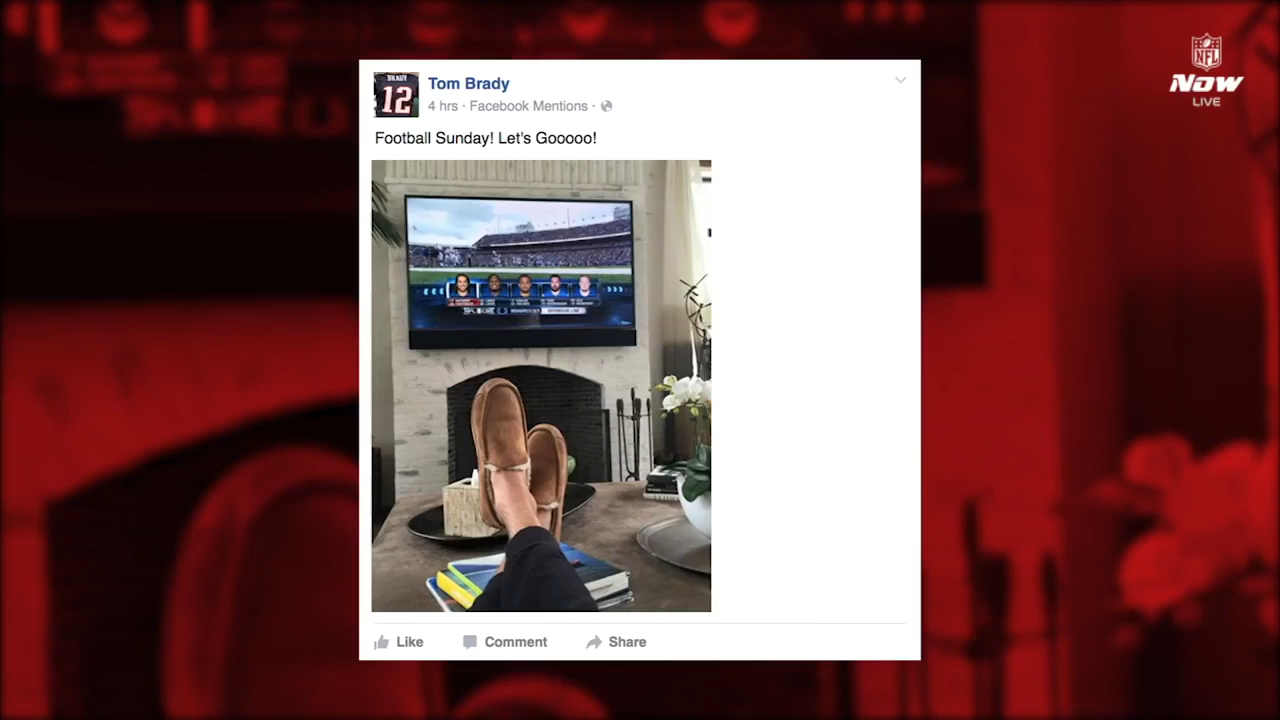 NFL
NOW
LIVE
BRADY
12
Tom Brady
4 hrs · Facebook Mentions ·
Football Sunday! Let's Gooooo!
Like
Comment
Share